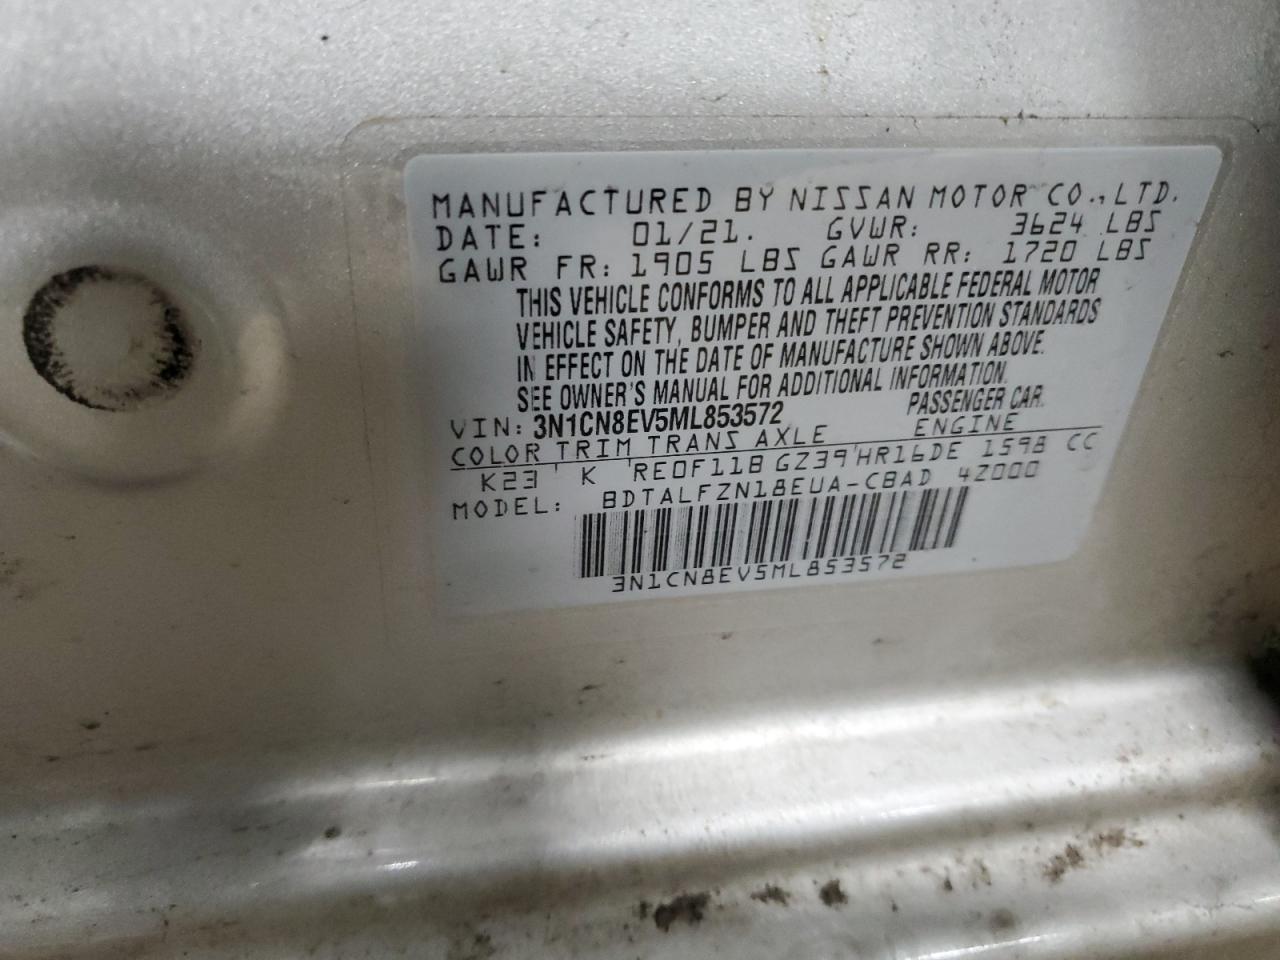 MANUFACTURED BY NISSAN MOTOR CO., LTD.
DATE: 01/21. GVWR: 3624 LBS
GAWR FR: 1905 LBS GAWR RR: 1720 LBS
THIS VEHICLE CONFORMS TO ALL APPLICABLE FEDERAL MOTOR
VEHICLE SAFETY, BUMPER AND THEFT PREVENTION STANDARDS
IN EFFECT ON THE DATE OF MANUFACTURE SHOWN ABOVE.
SEE OWNER'S MANUAL FOR ADDITIONAL INFORMATION.
VIN: 3N1CN8EV5ML853572 PASSENGER CAR.
COLOR TRIM TRANS AXLE ENGINE
K23 K RE0F11B GZ39 HR16DE 1598 CC
MODEL: BDTALFZN18EUA-CBAD 4Z000
3N1CN8EV5ML853572